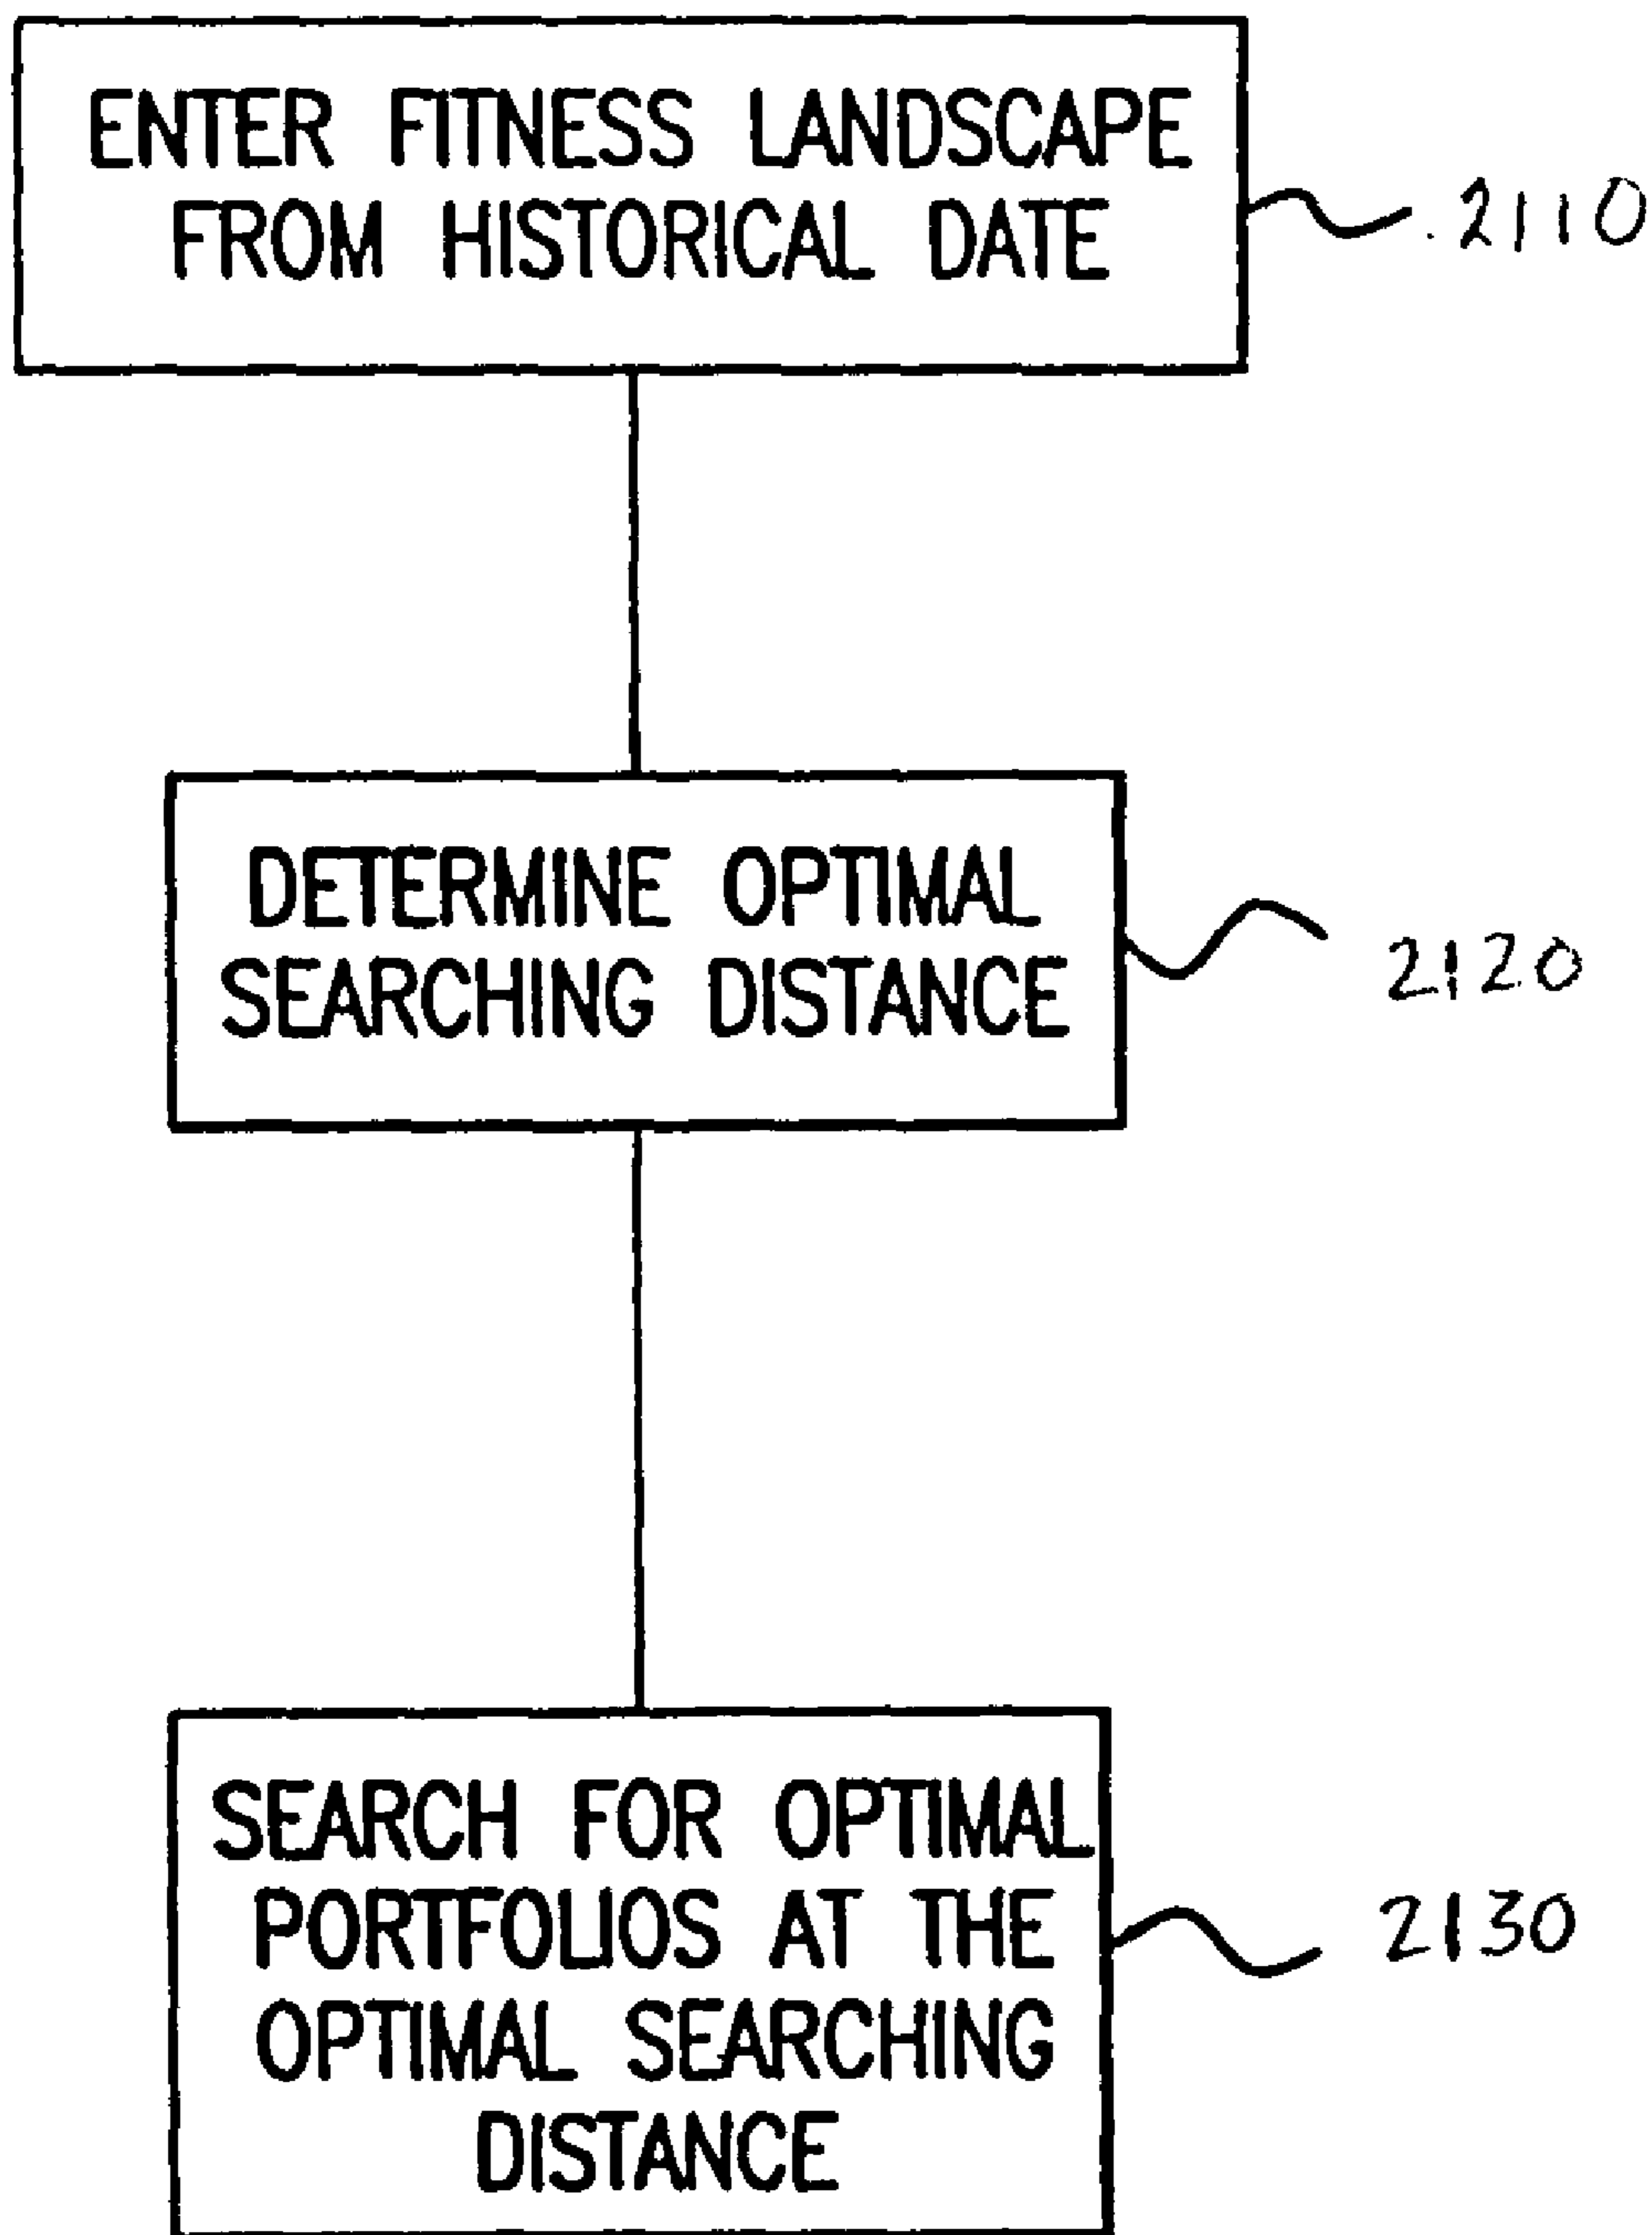 ENTER FITNESS LANDSCAPE
FROM HISTORICAL DATE
2110
DETERMINE OPTIMAL
SEARCHING DISTANCE
2120
SEARCH FOR OPTIMAL
PORTFOLIOS AT THE
OPTIMAL SEARCHING
DISTANCE
2130